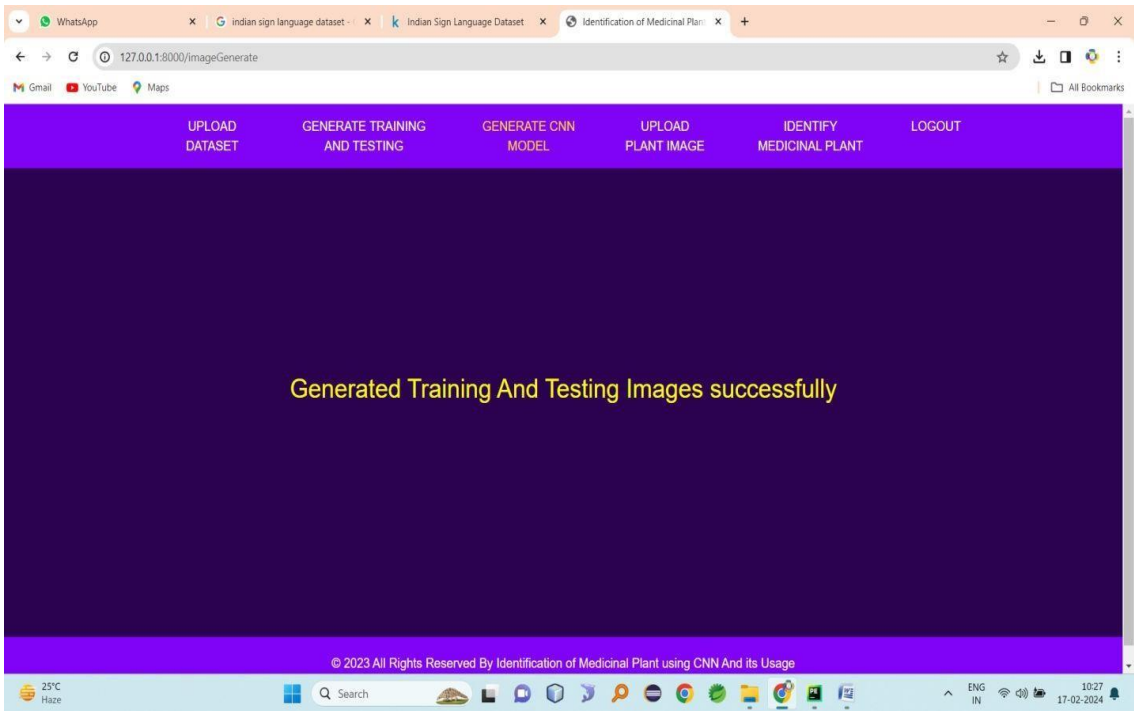 WhatsApp
indian sign language dataset -
Indian Sign Language Dataset
Identification of Medicinal Plan
127.0.0.1:8000/imageGenerate
Gmail
YouTube
Maps
All Bookmarks
UPLOAD
DATASET
GENERATE TRAINING
AND TESTING
GENERATE CNN
MODEL
UPLOAD
PLANT IMAGE
IDENTIFY
MEDICINAL PLANT
LOGOUT
Generated Training And Testing Images successfully
© 2023 All Rights Reserved By Identification of Medicinal Plant using CNN And its Usage
25°C
Haze
Search
ENG
IN
10:27
17-02-2024